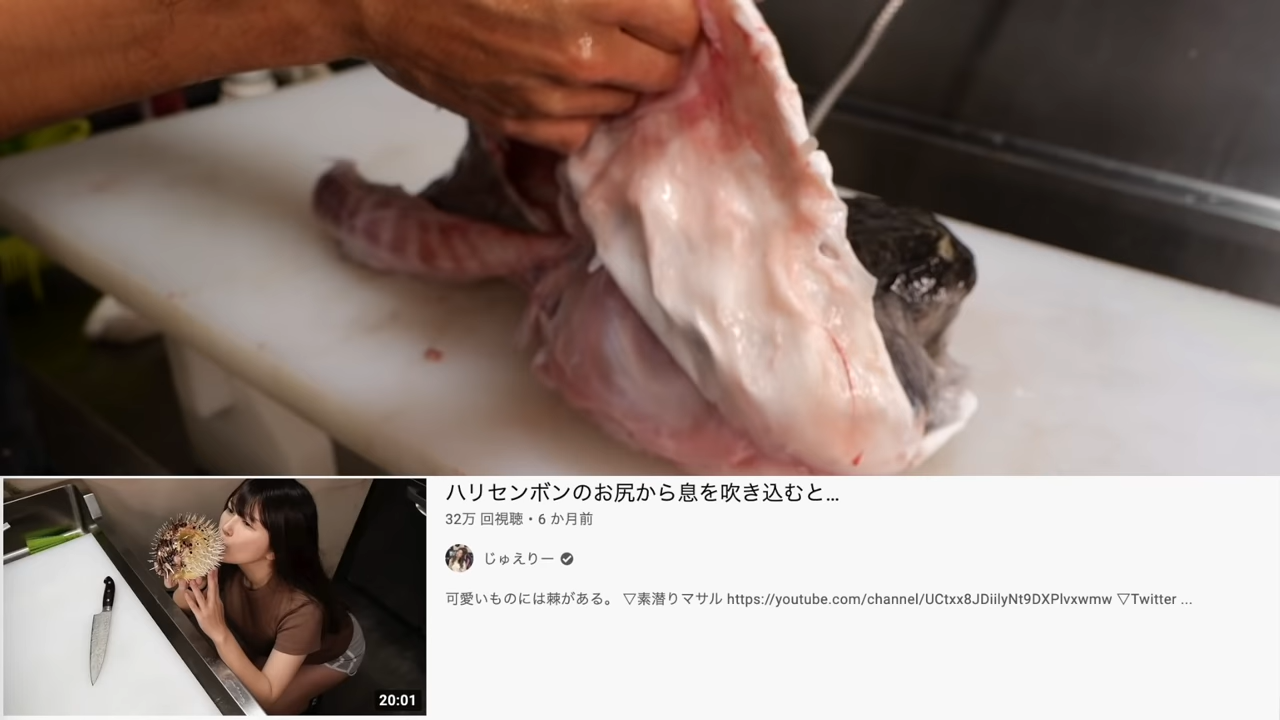 ハリセンボンのお尻から息を吹き込むと...
32万 回視聴・6 か月前
じゅえりー
可愛いものには棘がある。 ▽素潜りマサル https://youtube.com/channel/UCtxx8JDiilyNt9DXPlvxwmw ▽Twitter ...
20:01